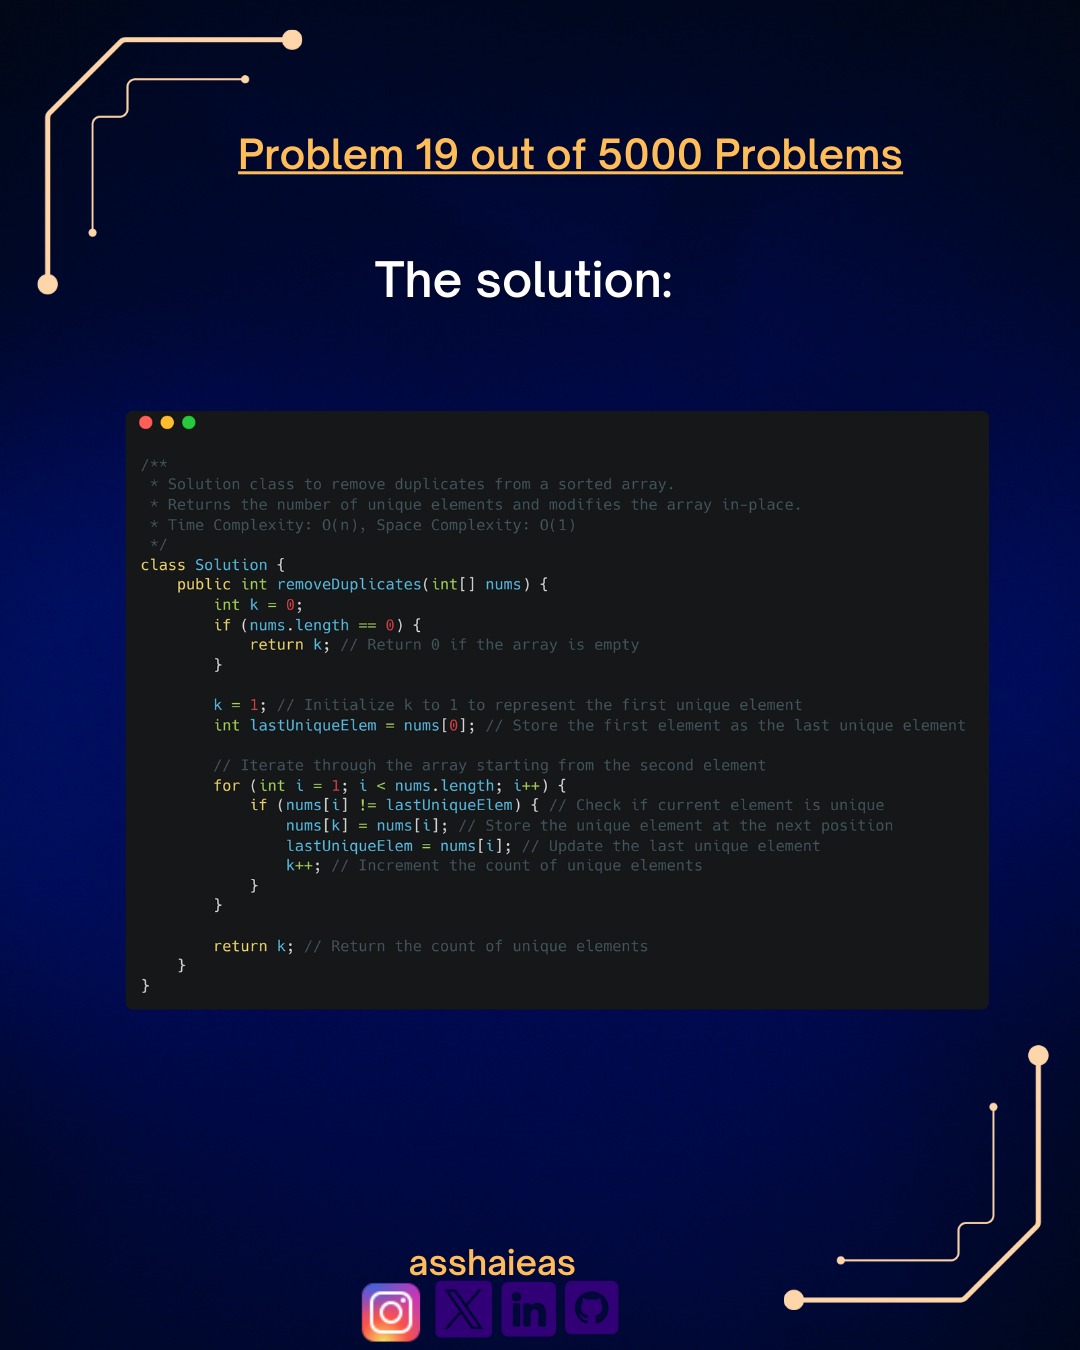 Problem 19 out of 5000 Problems
The solution:
/**
 * Solution class to remove duplicates from a sorted array.
 * Returns the number of unique elements and modifies the array in-place.
 * Time Complexity: O(n), Space Complexity: O(1)
 */
class Solution {
    public int removeDuplicates(int[] nums) {
        int k = 0;
        if (nums.length == 0) {
            return k; // Return 0 if the array is empty
        }

        k = 1; // Initialize k to 1 to represent the first unique element
        int lastUniqueElem = nums[0]; // Store the first element as the last unique element

        // Iterate through the array starting from the second element
        for (int i = 1; i < nums.length; i++) {
            if (nums[i] != lastUniqueElem) { // Check if current element is unique
                nums[k] = nums[i]; // Store the unique element at the next position
                lastUniqueElem = nums[i]; // Update the last unique element
                k++; // Increment the count of unique elements
            }
        }

        return k; // Return the count of unique elements
    }
}
asshaieas